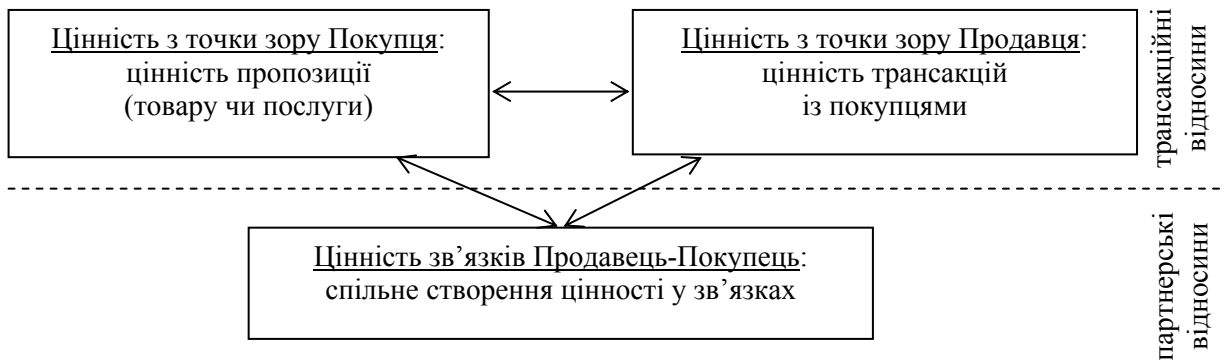 Цінність з точки зору Покупця:
цінність пропозиції
(товару чи послуги)
Цінність з точки зору Продавця:
цінність трансакцій
із покупцями
трансакційні
відносини
Цінність зв’язків Продавець-Покупець:
спільне створення цінності у зв’язках
партнерські
відносини